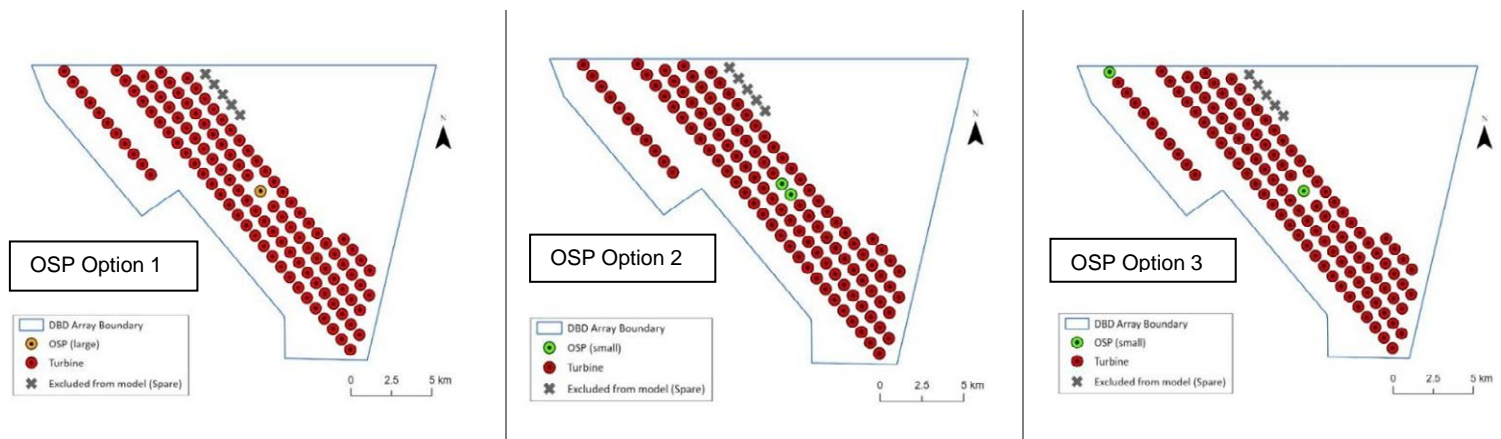 N
OSP Option 1
DBD Array Boundary
OSP (large)
Turbine
Excluded from model (Spare)
0 2.5 5 km
N
OSP Option 2
DBD Array Boundary
OSP (small)
Turbine
Excluded from model (Spare)
0 2.5 5 km
N
OSP Option 3
DBD Array Boundary
OSP (small)
Turbine
Excluded from model (Spare)
0 2.5 5 km